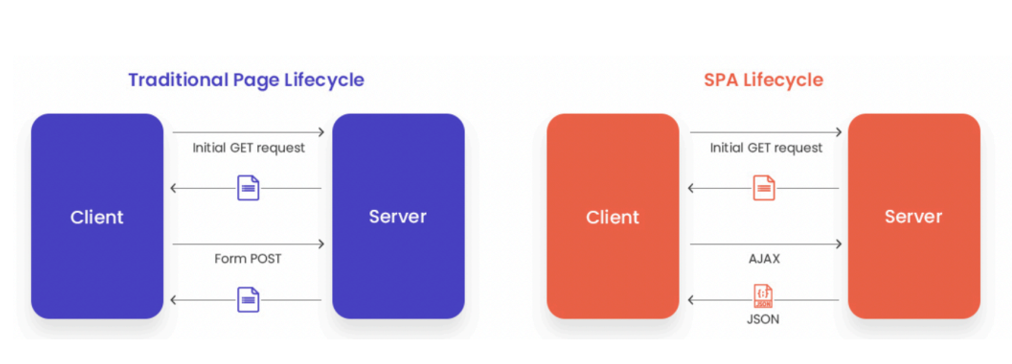 Traditional Page Lifecycle
Client
Initial GET request
Form POST
Server
SPA Lifecycle
Client
Initial GET request
AJAX
{;}
JSON
JSON
Server